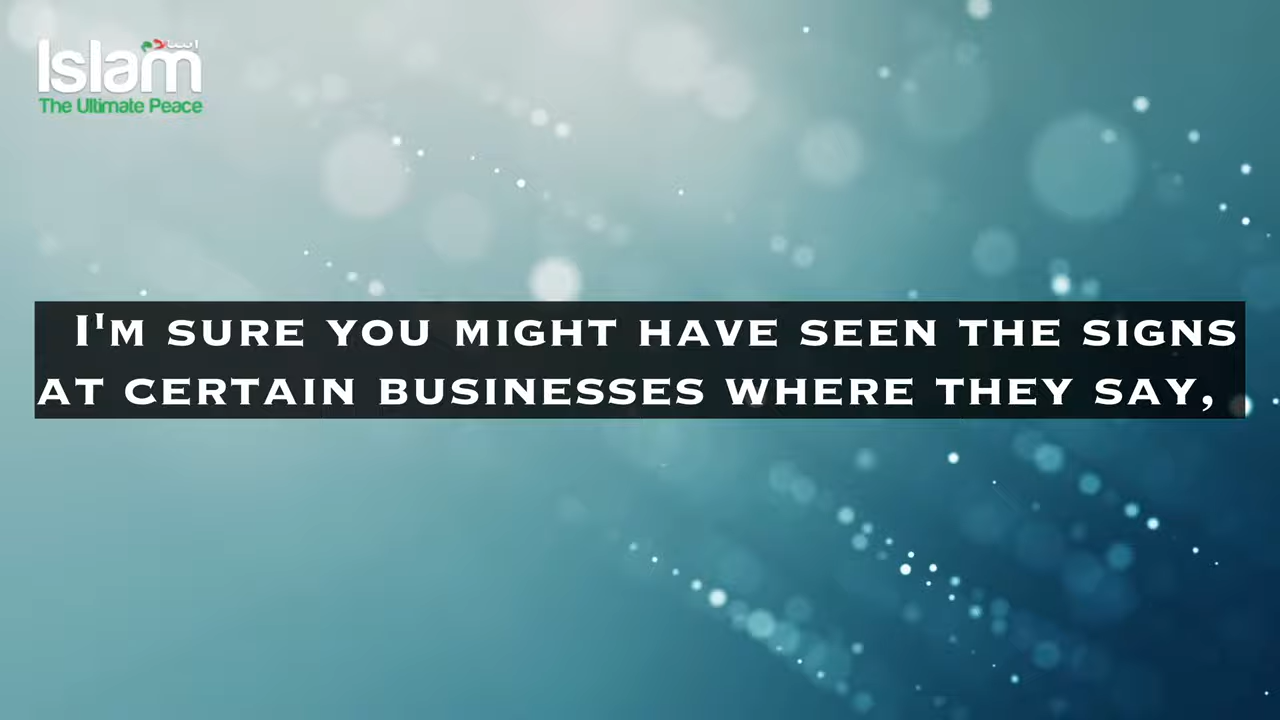 Islam
The Ultimate Peace
I'M SURE YOU MIGHT HAVE SEEN THE SIGNS
AT CERTAIN BUSINESSES WHERE THEY SAY,